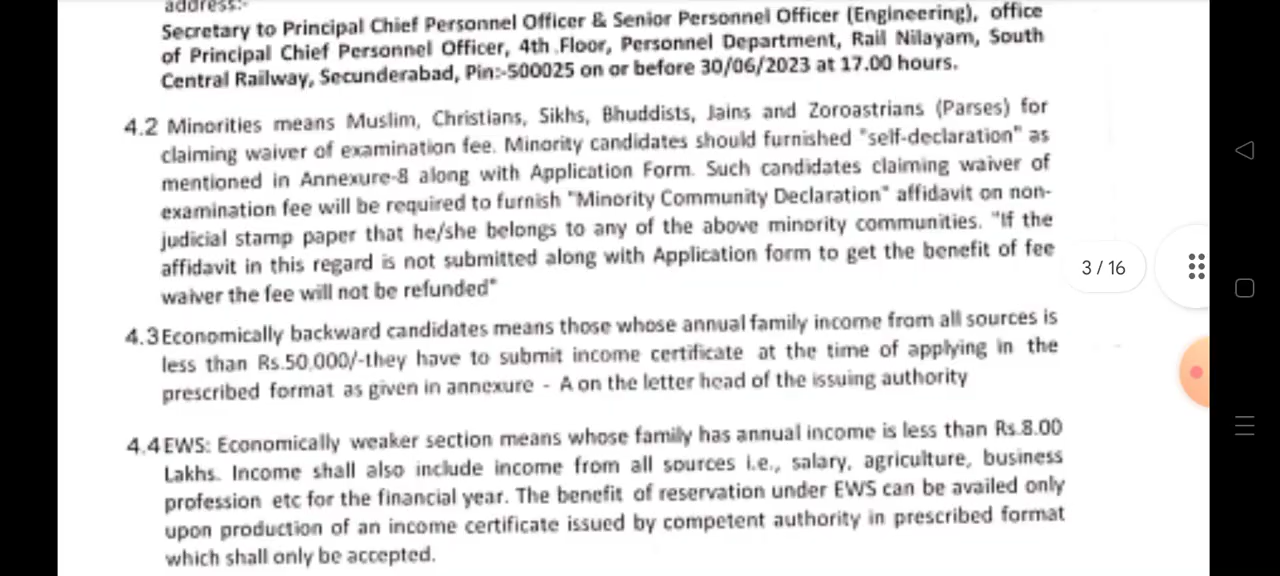 address:-
Secretary to Principal Chief Personnel Officer & Senior Personnel Officer (Engineering), office
of Principal Chief Personnel Officer, 4th Floor, Personnel Department, Rail Nilayam, South
Central Railway, Secunderabad, Pin:-500025 on or before 30/06/2023 at 17.00 hours.
4.2 Minorities means Muslim, Christians, Sikhs, Bhuddists, Jains and Zoroastrians (Parses) for
claiming waiver of examination fee. Minority candidates should furnished "self-declaration" as
mentioned in Annexure-8 along with Application Form. Such candidates claiming waiver of
examination fee will be required to furnish "Minority Community Declaration" affidavit on non-
judicial stamp paper that he/she belongs to any of the above minority communities. "If the
affidavit in this regard is not submitted along with Application form to get the benefit of fee
waiver the fee will not be refunded"
3 / 16
4.3 Economically backward candidates means those whose annual family income from all sources is
less than Rs.50,000/-they have to submit income certificate at the time of applying in the
prescribed format as given in annexure - A on the letter head of the issuing authority
4.4 EWS: Economically weaker section means whose family has annual income is less than Rs.8.00
Lakhs. Income shall also include income from all sources i.e., salary, agriculture, business
profession etc for the financial year. The benefit of reservation under EWS can be availed only
upon production of an income certificate issued by competent authority in prescribed format
which shall only be accepted.